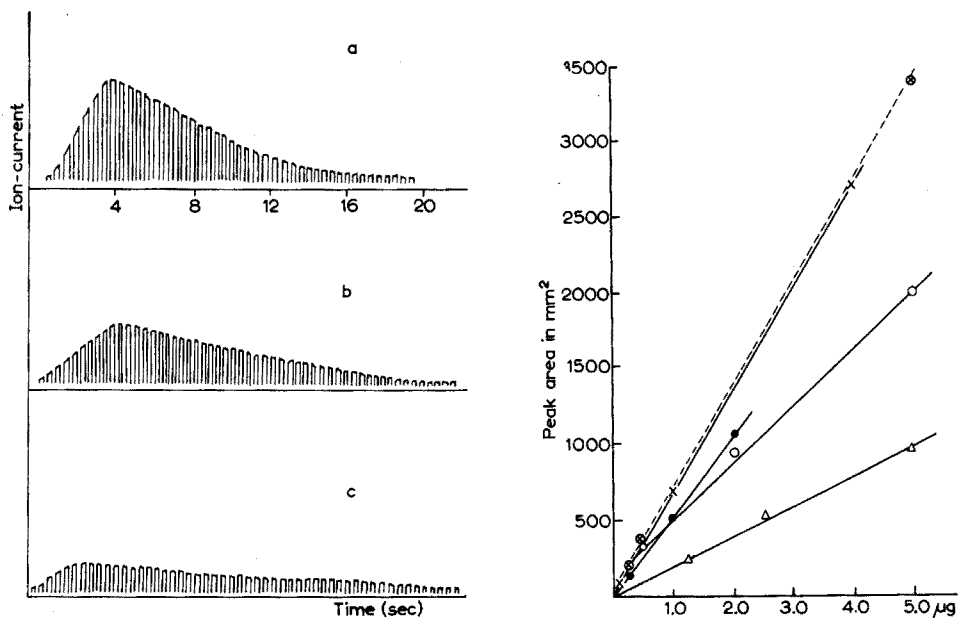 Ion-current
a
4 8 12 16 20
b
c
Time (sec)
Peak area in mm²
3500
3000
2500
2000
1500
1000
500
1.0 2.0 3.0 4.0 5.0 µg